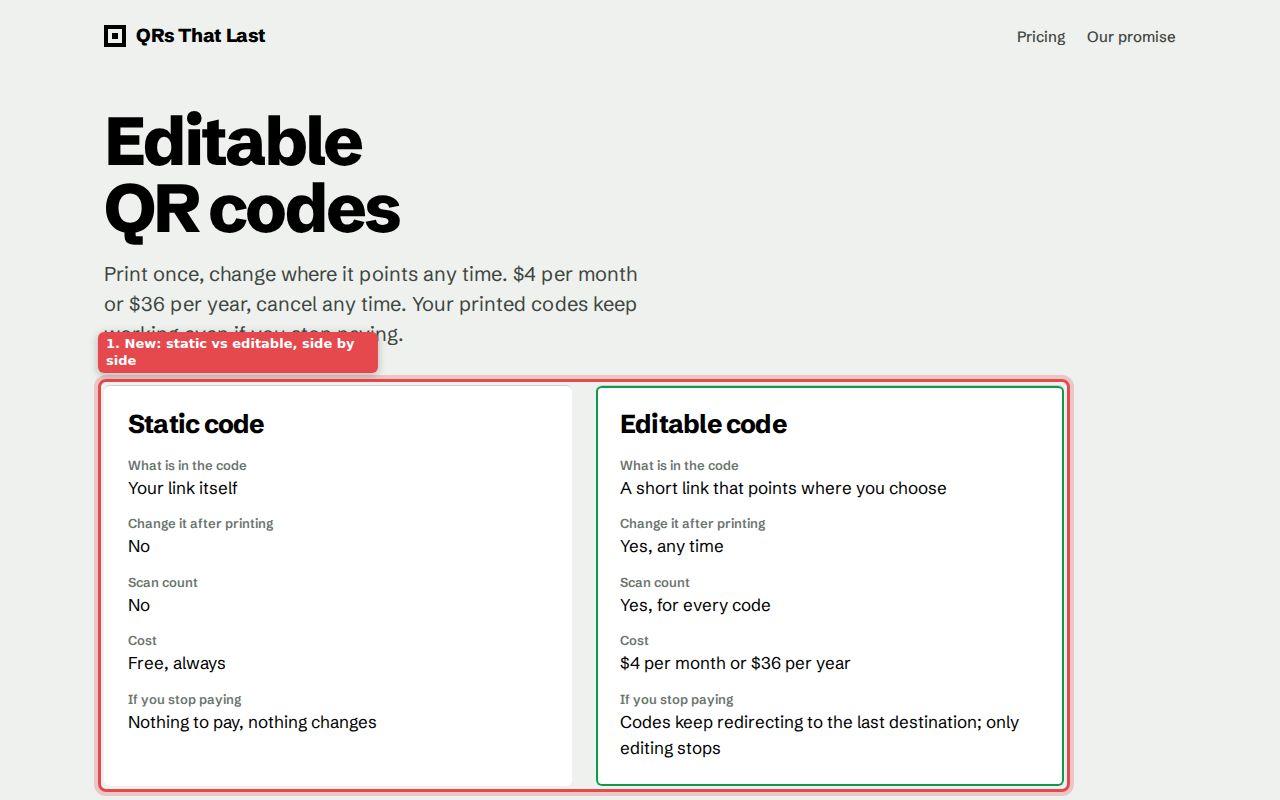 QRs That Last
Pricing
Our promise
Editable
QR codes
Print once, change where it points any time. $4 per month
or $36 per year, cancel any time. Your printed codes keep
working even if you stop paying.
1. New: static vs editable, side by
side
Static code
What is in the code
Your link itself
Change it after printing
No
Scan count
No
Cost
Free, always
If you stop paying
Nothing to pay, nothing changes
Editable code
What is in the code
A short link that points where you choose
Change it after printing
Yes, any time
Scan count
Yes, for every code
Cost
$4 per month or $36 per year
If you stop paying
Codes keep redirecting to the last destination; only
editing stops